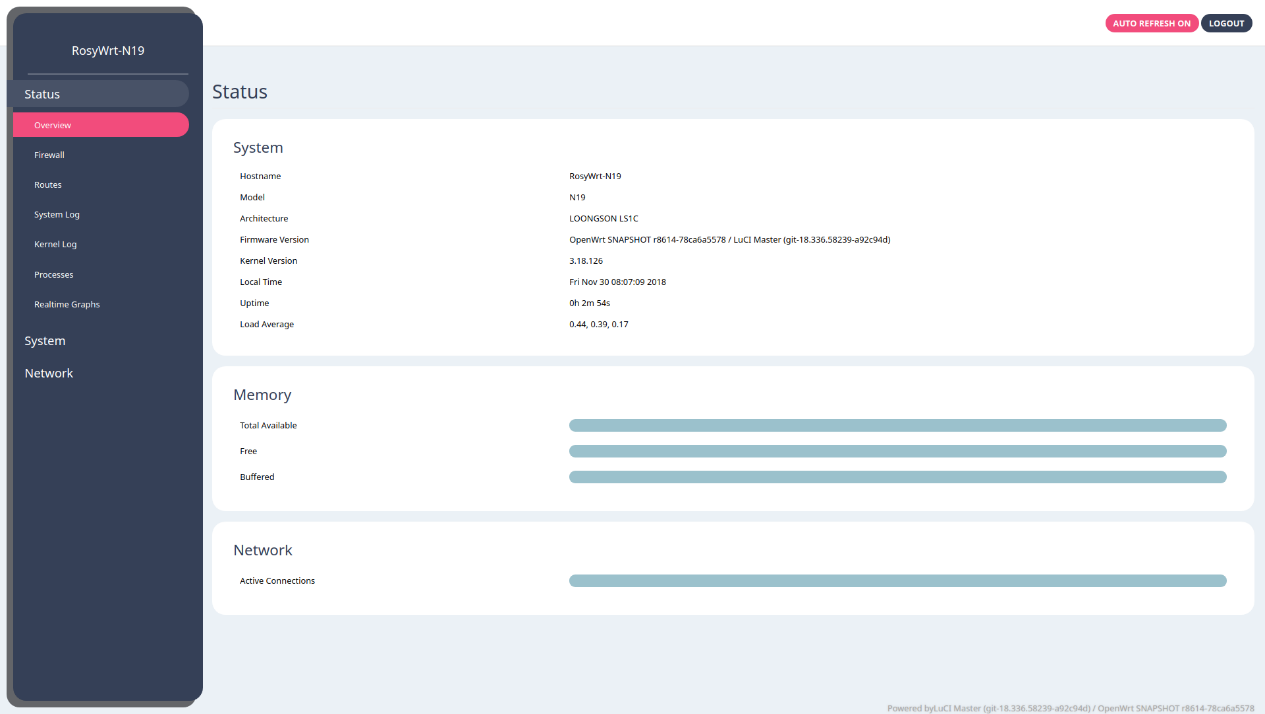 RosyWrt-N19
AUTO REFRESH ON LOGOUT
Status
Overview
Firewall
Routes
System Log
Kernel Log
Processes
Realtime Graphs
System
Network
Status
System
Hostname RosyWrt-N19
Model N19
Architecture LOONGSON LS1C
Firmware Version OpenWrt SNAPSHOT r8614-78ca6a5578 / LuCI Master (git-18.336.58239-a92c94d)
Kernel Version 3.18.126
Local Time Fri Nov 30 08:07:09 2018
Uptime 0h 2m 54s
Load Average 0.44, 0.39, 0.17
Memory
Total Available
Free
Buffered
Network
Active Connections
Powered byLuCI Master (git-18.336.58239-a92c94d) / OpenWrt SNAPSHOT r8614-78ca6a5578